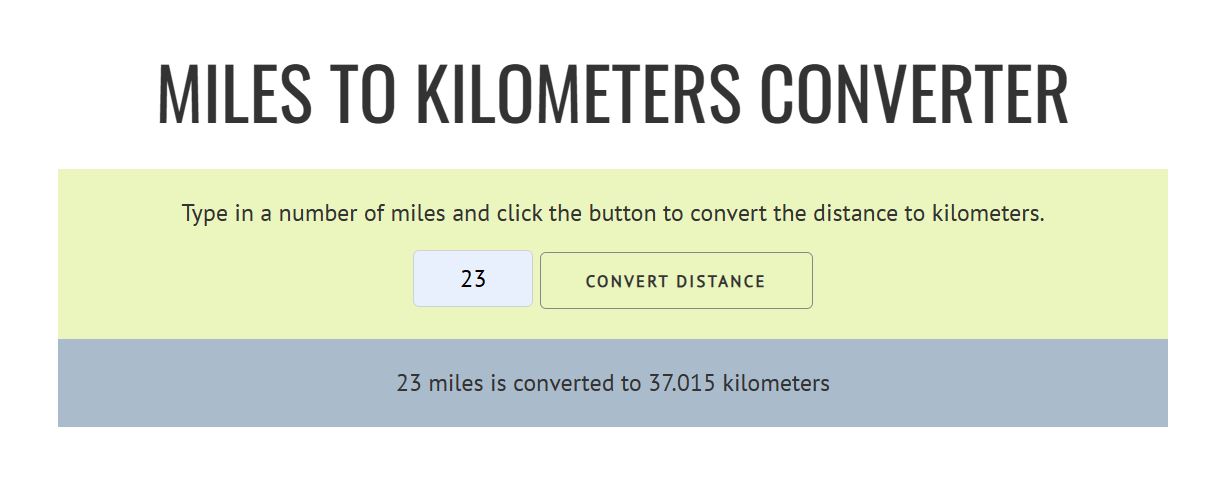 MILES TO KILOMETERS CONVERTER
Type in a number of miles and click the button to convert the distance to kilometers.
23 CONVERT DISTANCE
23 miles is converted to 37.015 kilometers